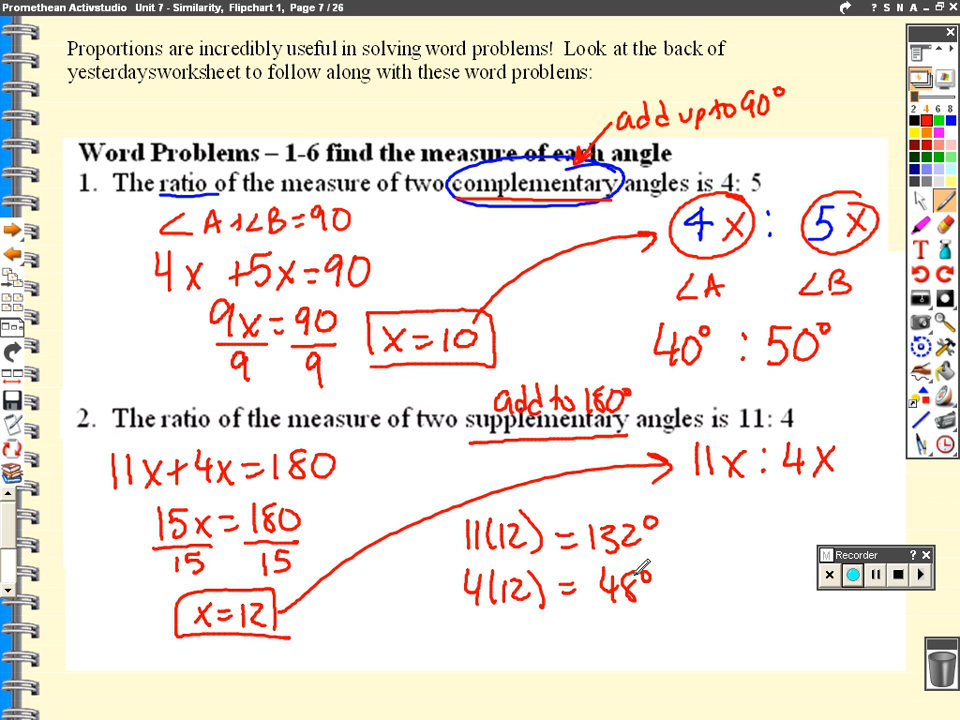 Promethean Activstudio Unit 7 - Similarity, Flipchart 1, Page 7 / 26
? S N A
Proportions are incredibly useful in solving word problems! Look at the back of
yesterdaysworksheet to follow along with these word problems:
add up to 90°
Word Problems – 1-6 find the measure of each angle
1. The ratio of the measure of two complementary angles is 4: 5
∠A+∠B=90
4x : 5x
4x +5x=90
∠A ∠B
9x = 90
9 9
x = 10
40° : 50°
add to 180°
2. The ratio of the measure of two supplementary angles is 11: 4
11x+4x=180
11x : 4x
15x = 180
15 15
11(12) = 132°
4(12) = 48°
x=12
2 4 6 8
T
M Recorder ? ×